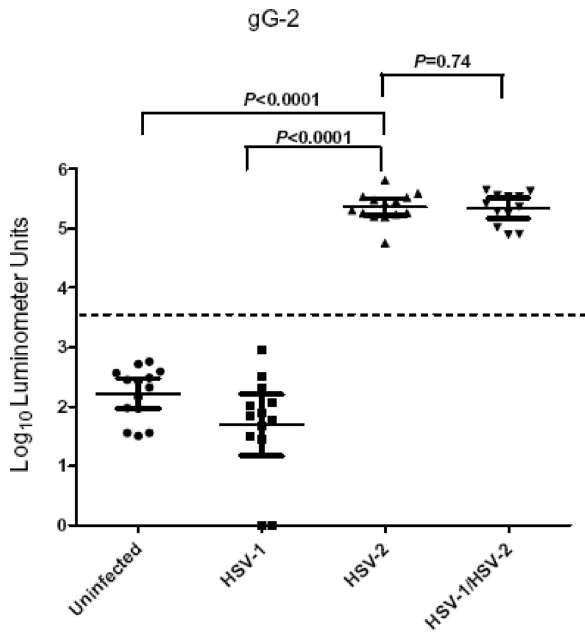 gG-2
P=0.74
P<0.0001
P<0.0001
Log10 Luminometer Units
6
5
4
3
2
1
0
Uninfected
HSV-1
HSV-2
HSV-1/HSV-2